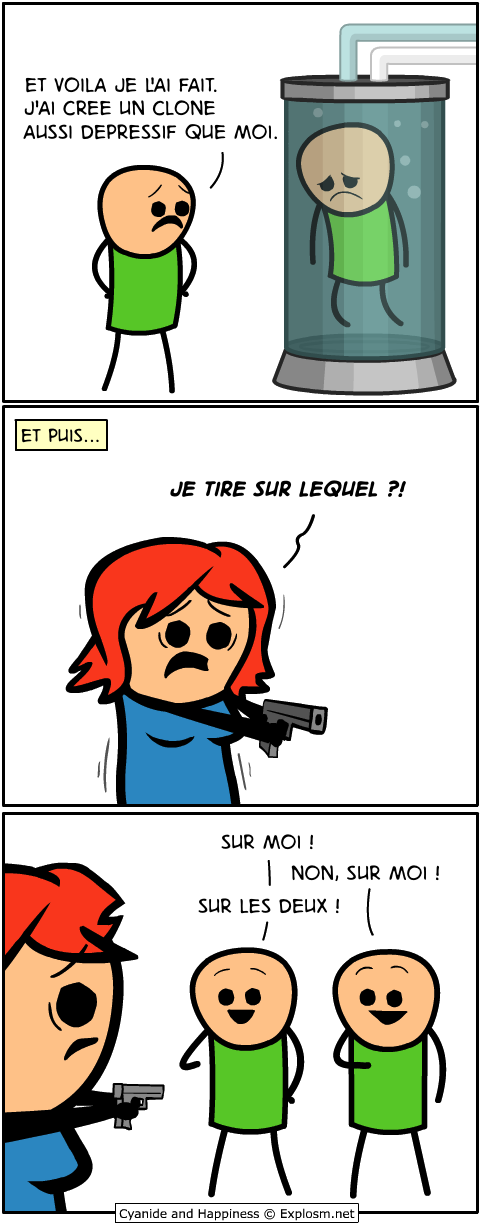 ET VOILA JE L'AI FAIT.
J'AI CREE UN CLONE
AUSSI DEPRESSIF QUE MOI.
ET PUIS...
JE TIRE SUR LEQUEL ?!
SUR MOI !
NON, SUR MOI !
SUR LES DEUX !
Cyanide and Happiness © Explosm.net